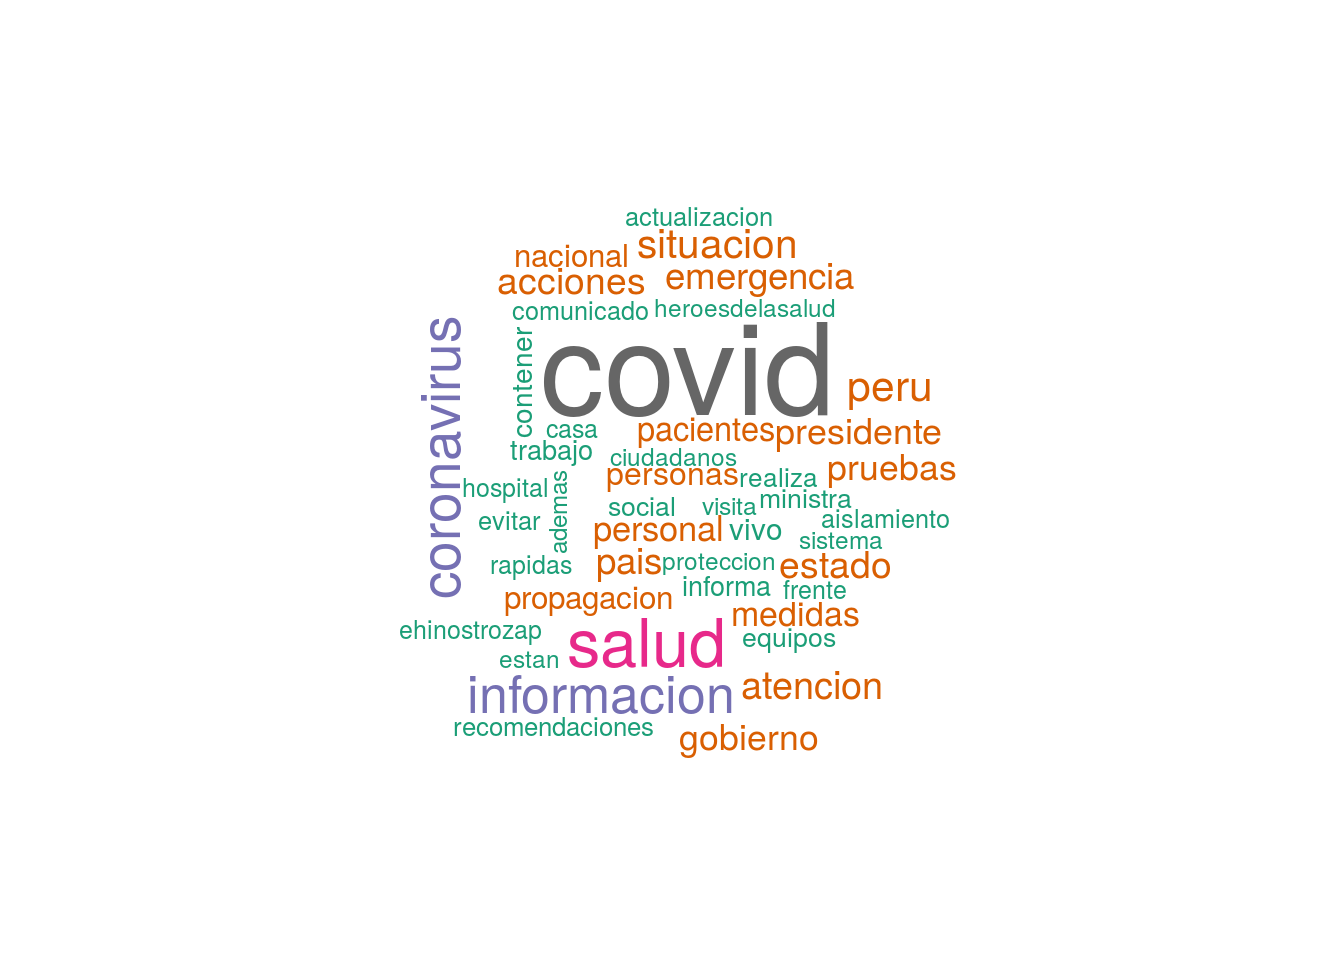 actualizacion
situacion
nacional
emergencia
acciones
heroesdelasalud
comunicado
covid
coronavirus
contener
peru
casa
pacientes
presidente
trabajo
ciudadanos
pruebas
personas
realiza
hospital
ademas
ministra
social
visita
evitar
aislamiento
personal
vivo
sistema
rapidas
pais
proteccion
estado
informa
frente
propagacion
medidas
ehinostrozap
equipos
salud
estan
atencion
informacion
recomendaciones
gobierno